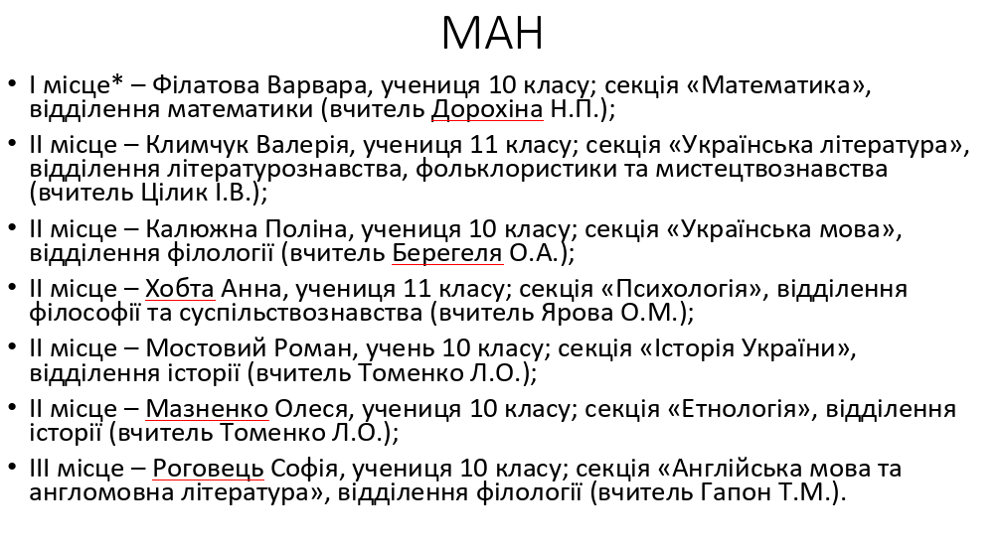 МАН
• І місце* – Філатова Варвара, учениця 10 класу; секція «Математика»,
відділення математики (вчитель Дорохіна Н.П.);
• ІІ місце – Климчук Валерія, учениця 11 класу; секція «Українська література»,
відділення літературознавства, фольклористики та мистецтвознавства
(вчитель Цілик І.В.);
• ІІ місце – Калюжна Поліна, учениця 10 класу; секція «Українська мова»,
відділення філології (вчитель Берегеля О.А.);
• ІІ місце – Хобта Анна, учениця 11 класу; секція «Психологія», відділення
філософії та суспільствознавства (вчитель Ярова О.М.);
• ІІ місце – Мостовий Роман, учень 10 класу; секція «Історія України»,
відділення історії (вчитель Томенко Л.О.);
• ІІ місце – Мазненко Олеся, учениця 10 класу; секція «Етнологія», відділення
історії (вчитель Томенко Л.О.);
• ІІІ місце – Роговець Софія, учениця 10 класу; секція «Англійська мова та
англомовна література», відділення філології (вчитель Гапон Т.М.).